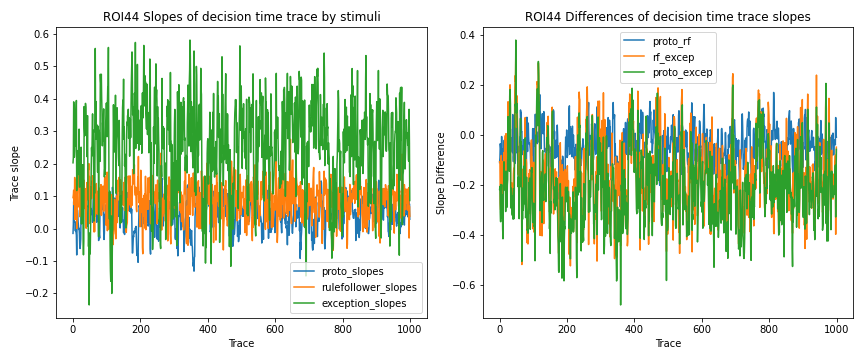 ROI44 Slopes of decision time trace by stimuli
0.6
0.5
0.4
0.3
0.2
0.1
0.0
−0.1
−0.2
Trace slope
0
200
400
600
800
1000
Trace
proto_slopes
rulefollower_slopes
exception_slopes
ROI44 Differences of decision time trace slopes
0.4
0.2
0.0
−0.2
−0.4
−0.6
Slope Difference
0
200
400
600
800
1000
Trace
proto_rf
rf_excep
proto_excep